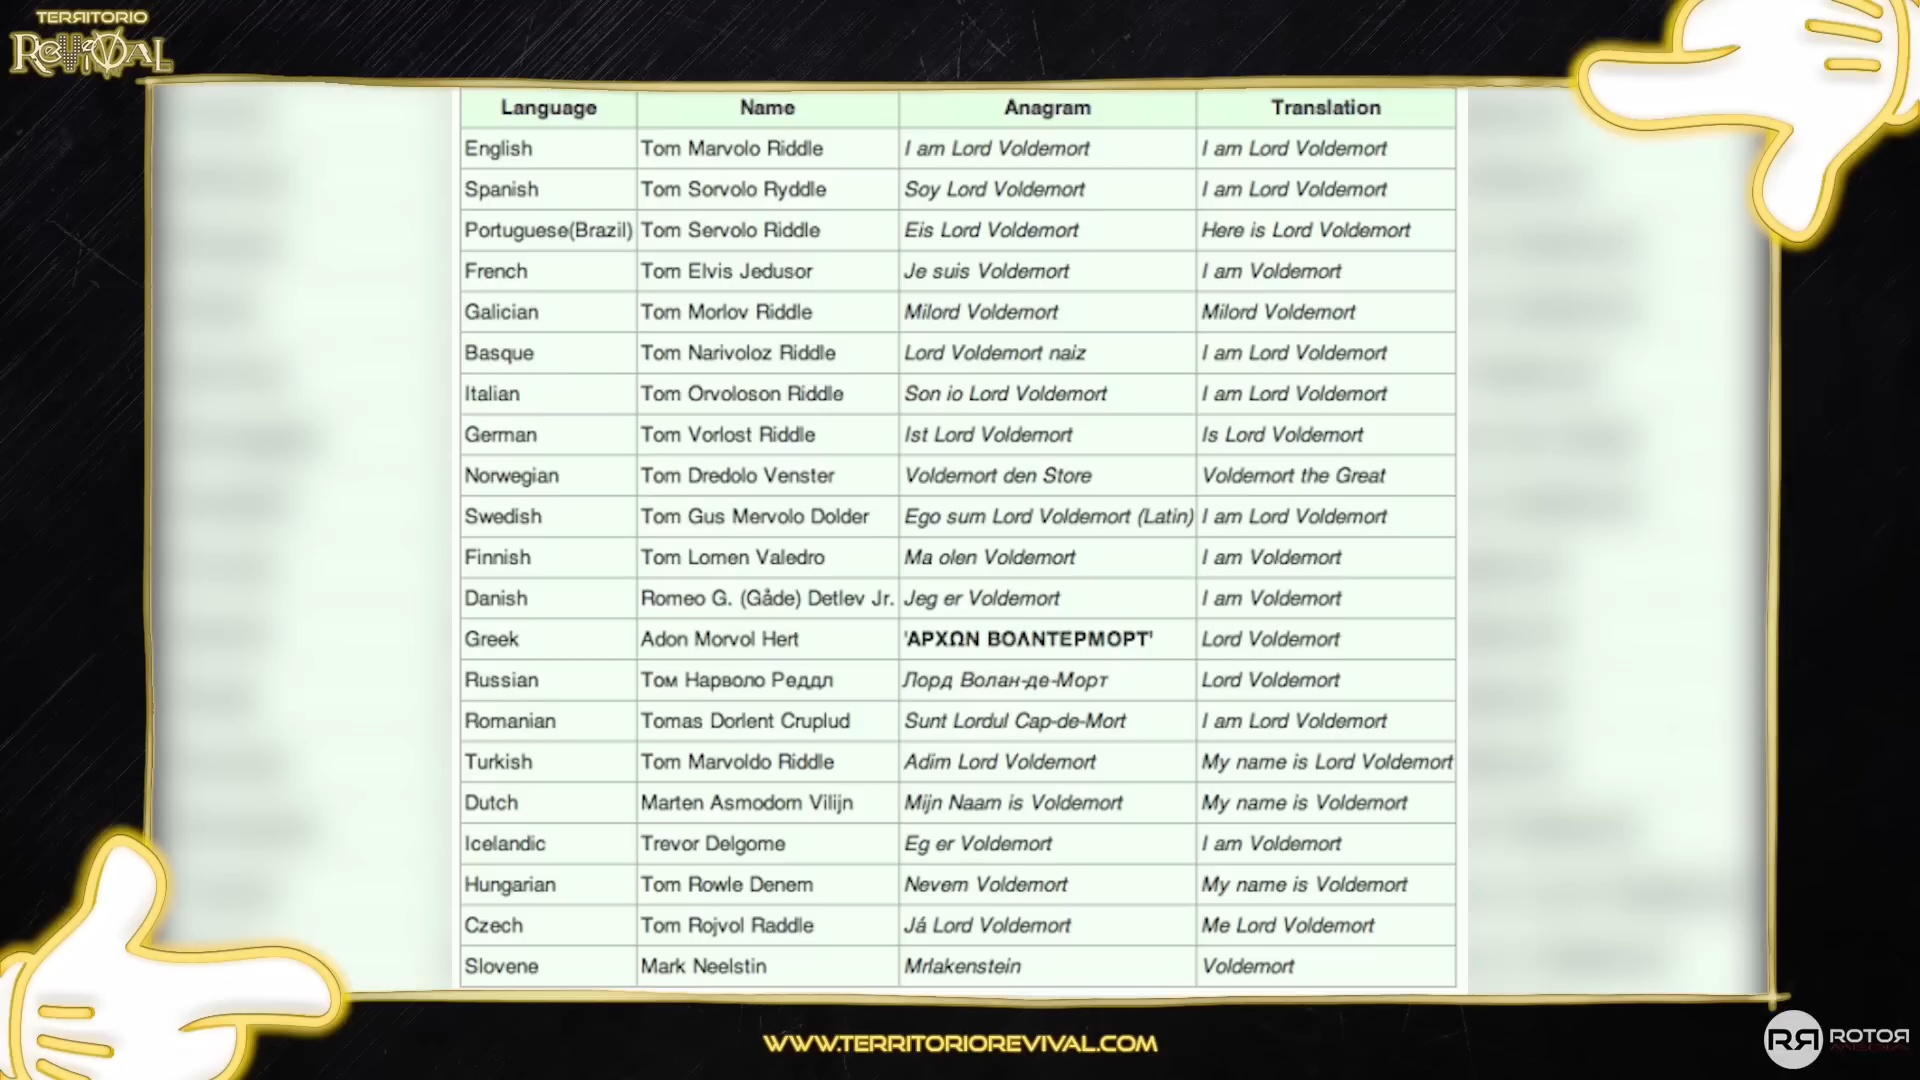 TERRITORIO
REVIVAL
Language Name Anagram Translation
English Tom Marvolo Riddle I am Lord Voldemort I am Lord Voldemort
Spanish Tom Sorvolo Ryddle Soy Lord Voldemort I am Lord Voldemort
Portuguese(Brazil) Tom Servolo Riddle Eis Lord Voldemort Here is Lord Voldemort
French Tom Elvis Jedusor Je suis Voldemort I am Voldemort
Galician Tom Morlov Riddle Milord Voldemort Milord Voldemort
Basque Tom Narivoloz Riddle Lord Voldemort naiz I am Lord Voldemort
Italian Tom Orvoloson Riddle Son io Lord Voldemort I am Lord Voldemort
German Tom Vorlost Riddle Ist Lord Voldemort Is Lord Voldemort
Norwegian Tom Dredolo Venster Voldemort den Store Voldemort the Great
Swedish Tom Gus Mervolo Dolder Ego sum Lord Voldemort (Latin) I am Lord Voldemort
Finnish Tom Lomen Valedro Ma olen Voldemort I am Voldemort
Danish Romeo G. (Gåde) Detlev Jr. Jeg er Voldemort I am Voldemort
Greek Adon Morvol Hert 'ΑΡΧΩΝ ΒΟΛΝΤΕΡΜΟΡΤ' Lord Voldemort
Russian Том Нарволо Реддл Лорд Волан-де-Морт Lord Voldemort
Romanian Tomas Dorlent Cruplud Sunt Lordul Cap-de-Mort I am Lord Voldemort
Turkish Tom Marvoldo Riddle Adim Lord Voldemort My name is Lord Voldemort
Dutch Marten Asmodom Vilijn Mijn Naam is Voldemort My name is Voldemort
Icelandic Trevor Delgome Eg er Voldemort I am Voldemort
Hungarian Tom Rowle Denem Nevem Voldemort My name is Voldemort
Czech Tom Rojvol Raddle Já Lord Voldemort Me Lord Voldemort
Slovene Mark Neelstin Mrlakenstein Voldemort
WWW.TERRITORIOREVIVAL.COM
RR ROTOR
MEDIA